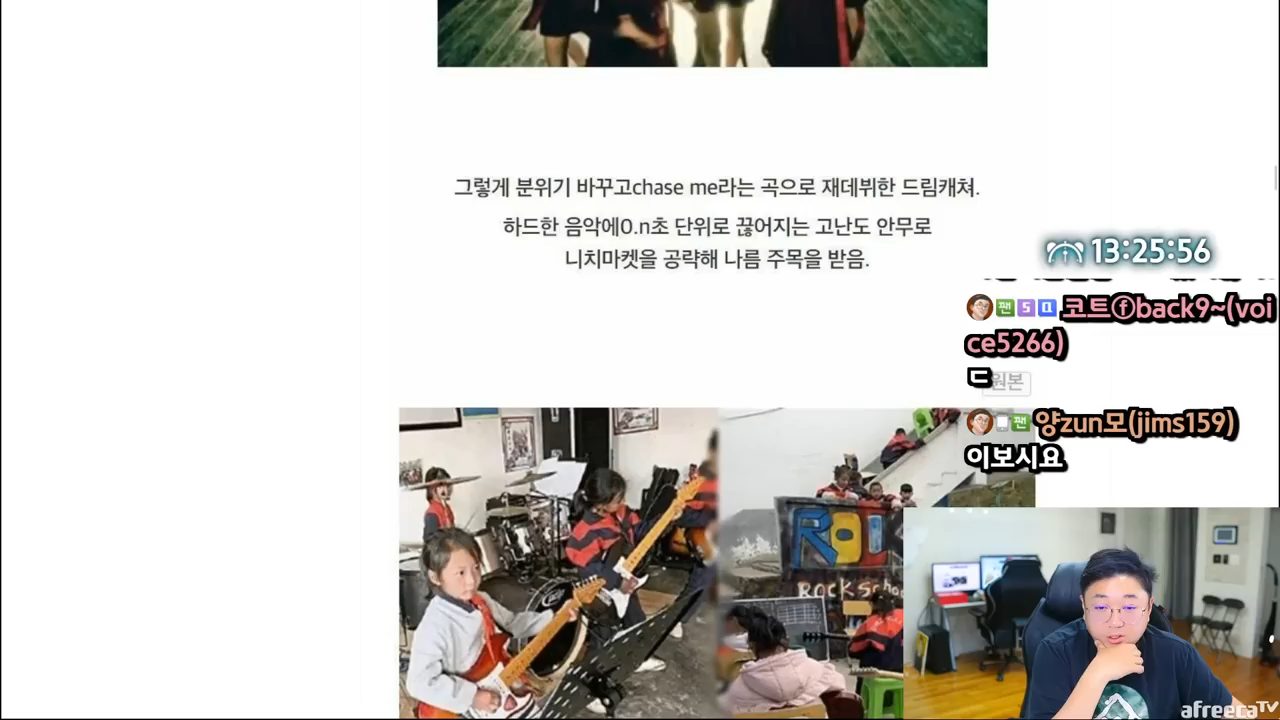 그렇게 분위기 바꾸고chase me라는 곡으로 재데뷔한 드림캐쳐.
하드한 음악에0.n초 단위로 끊어지는 고난도 안무로
니치마켓을 공략해 나름 주목을 받음.
13:25:56
팬 5 코트ⓕback9~(voi
ce5266)
ㄷ
원본
팬 양zun모(jims159)
이보시요
ROCK School
afreecaTV